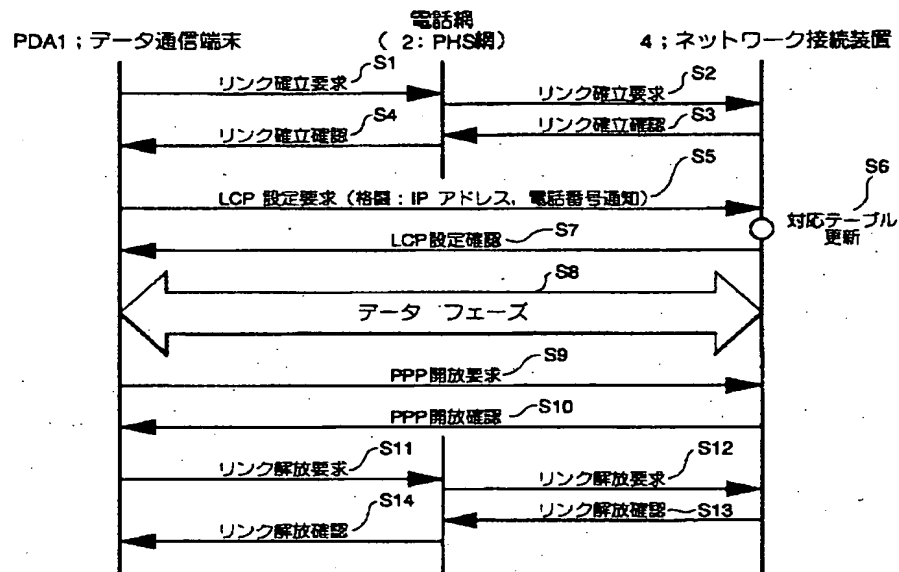 電話網
PDA1；データ通信端末
（ 2：PHS網）
4；ネットワーク接続装置
S1
リンク確立要求
S2
リンク確立要求
S4
リンク確立確認
S3
リンク確立確認
S5
LCP 設定要求（格闘：IP アドレス，電話番号通知）
S6
対応テーブル
更新
S7
LCP設定確認
S8
データ フェーズ
S9
PPP開放要求
S10
PPP開放確認
S11
リンク解放要求
S12
リンク解放要求
S14
リンク解放確認
S13
リンク解放確認